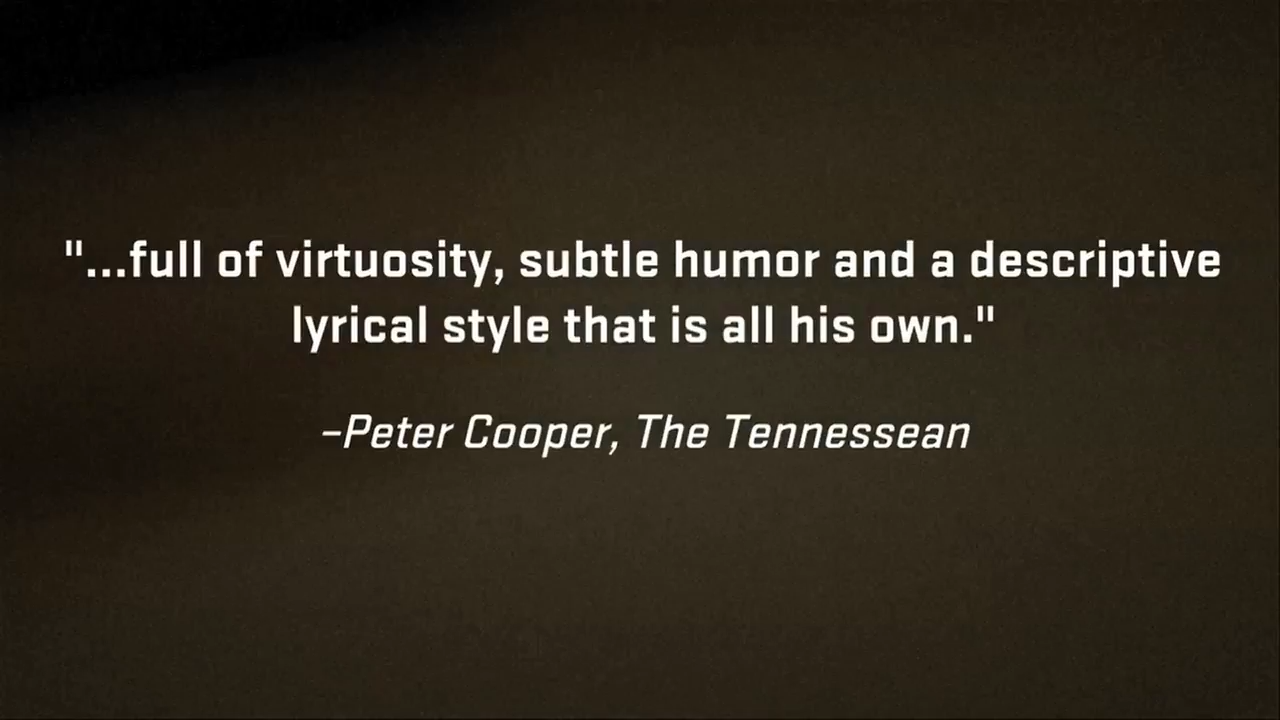 "...full of virtuosity, subtle humor and a descriptive
lyrical style that is all his own."
–Peter Cooper, The Tennessean